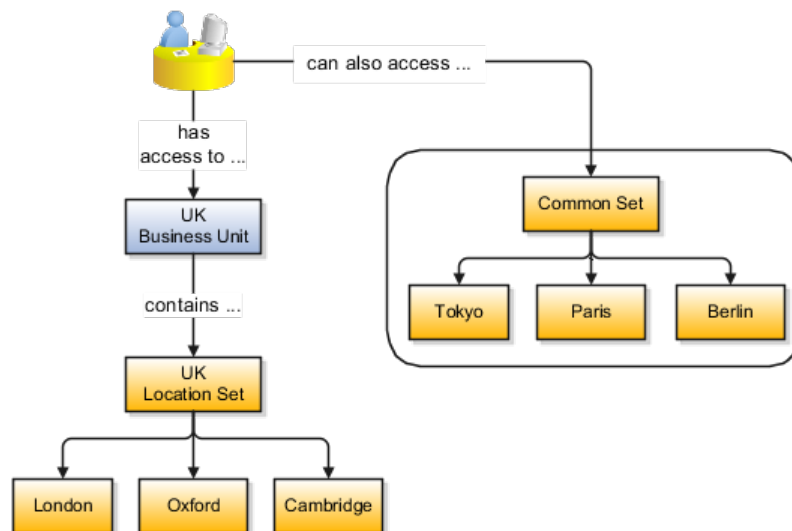 can also access ...
has
access to ...
UK
Business Unit
contains ...
UK
Location Set
London
Oxford
Cambridge
Common Set
Tokyo
Paris
Berlin